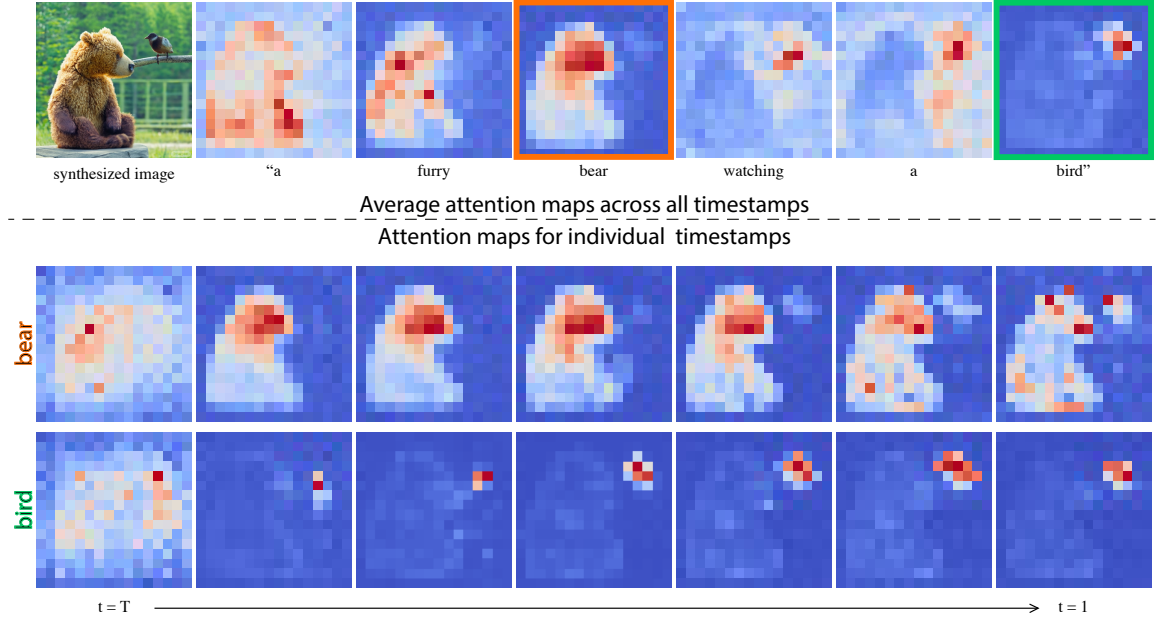 synthesized image “a furry bear watching a bird”
Average attention maps across all timestamps
Attention maps for individual timestamps
bear
bird
t = T t = 1